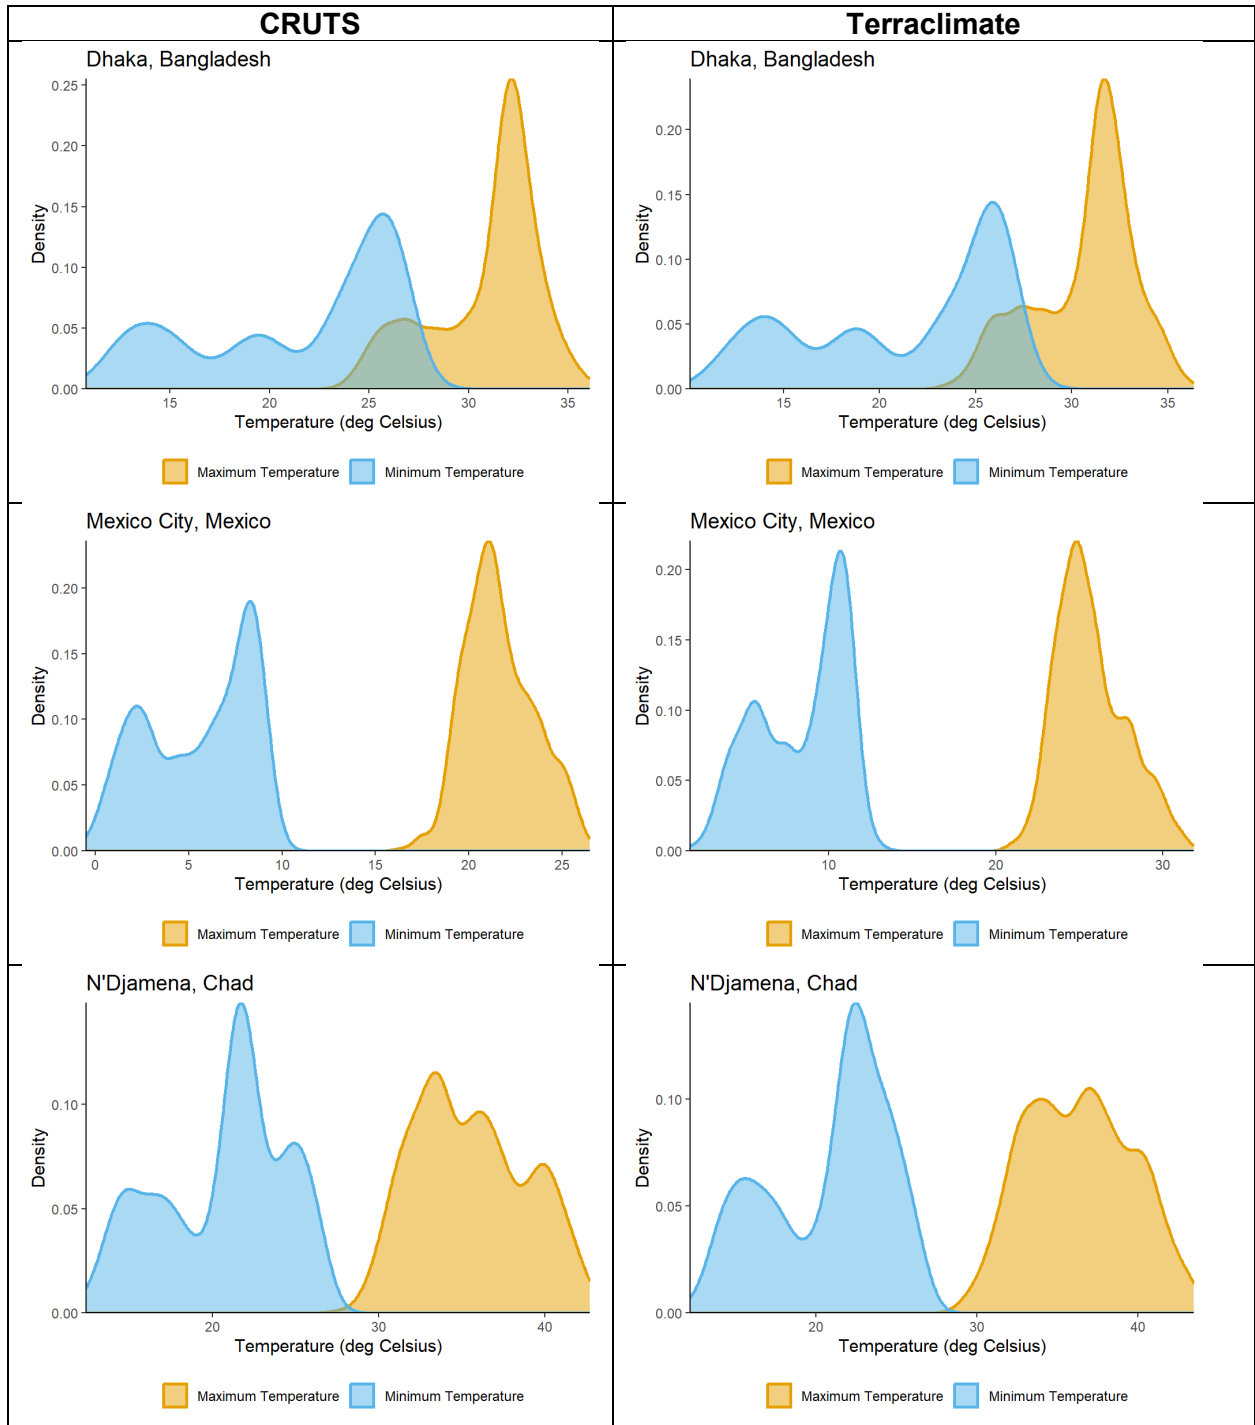 CRUTS
Terraclimate
Dhaka, Bangladesh
0.25
0.20
0.15
0.10
0.05
0.00
Density
15 20 25 30 35
Temperature (deg Celsius)
Maximum Temperature Minimum Temperature
Dhaka, Bangladesh
0.20
0.15
0.10
0.05
0.00
Density
15 20 25 30 35
Temperature (deg Celsius)
Maximum Temperature Minimum Temperature
Mexico City, Mexico
0.20
0.15
0.10
0.05
0.00
Density
0 5 10 15 20 25
Temperature (deg Celsius)
Maximum Temperature Minimum Temperature
Mexico City, Mexico
0.20
0.15
0.10
0.05
0.00
Density
10 20 30
Temperature (deg Celsius)
Maximum Temperature Minimum Temperature
N'Djamena, Chad
0.10
0.05
0.00
Density
20 30 40
Temperature (deg Celsius)
Maximum Temperature Minimum Temperature
N'Djamena, Chad
0.10
0.05
0.00
Density
20 30 40
Temperature (deg Celsius)
Maximum Temperature Minimum Temperature